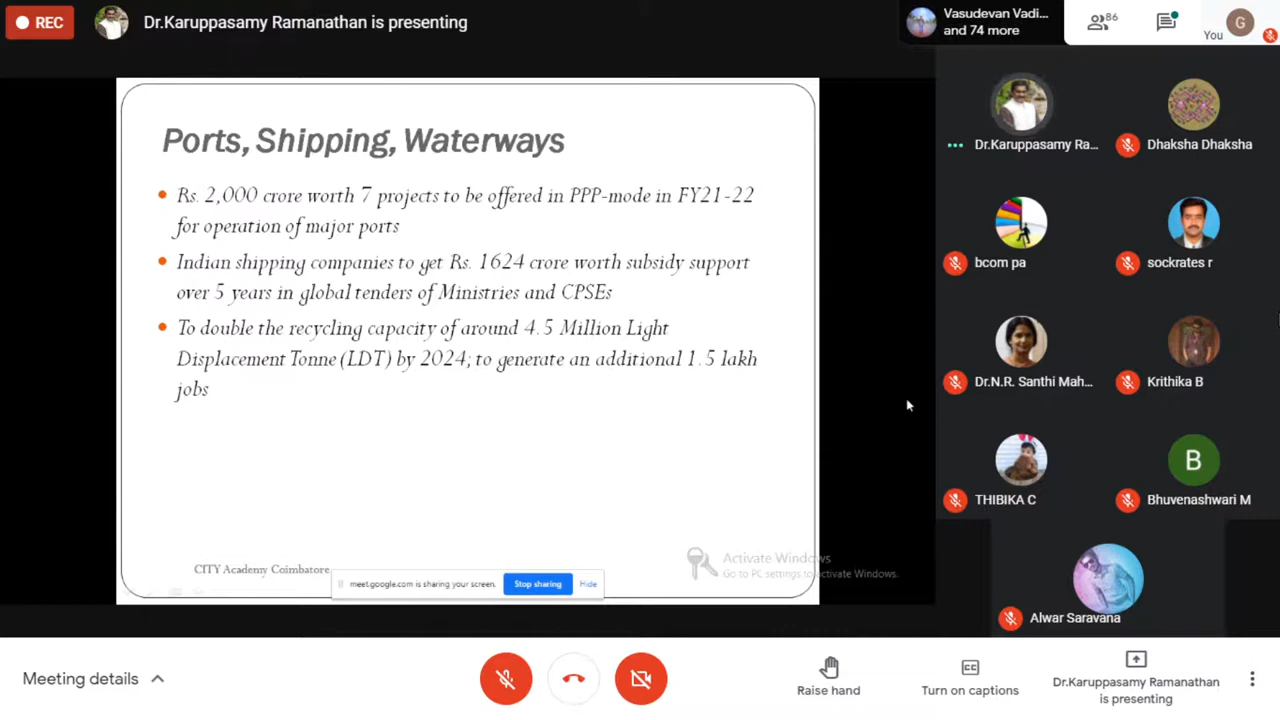 REC
Dr.Karuppasamy Ramanathan is presenting
Vasudevan Vadi...
and 74 more
86
You
G
Ports, Shipping, Waterways
Rs. 2,000 crore worth 7 projects to be offered in PPP-mode in FY21-22
for operation of major ports
Indian shipping companies to get Rs. 1624 crore worth subsidy support
over 5 years in global tenders of Ministries and CPSEs
To double the recycling capacity of around 4.5 Million Light
Displacement Tonne (LDT) by 2024; to generate an additional 1.5 lakh
jobs
CITY Academy Coimbatore
meet.google.com is sharing your screen.
Stop sharing
Hide
Activate Windows
Go to PC settings to activate Windows.
Dr.Karuppasamy Ra...
Dhaksha Dhaksha
bcom pa
sockrates r
Dr.N.R. Santhi Mah...
Krithika B
THIBIKA C
B
Bhuvenashwari M
Alwar Saravana
Meeting details
Raise hand
CC
Turn on captions
Dr.Karuppasamy Ramanathan
is presenting